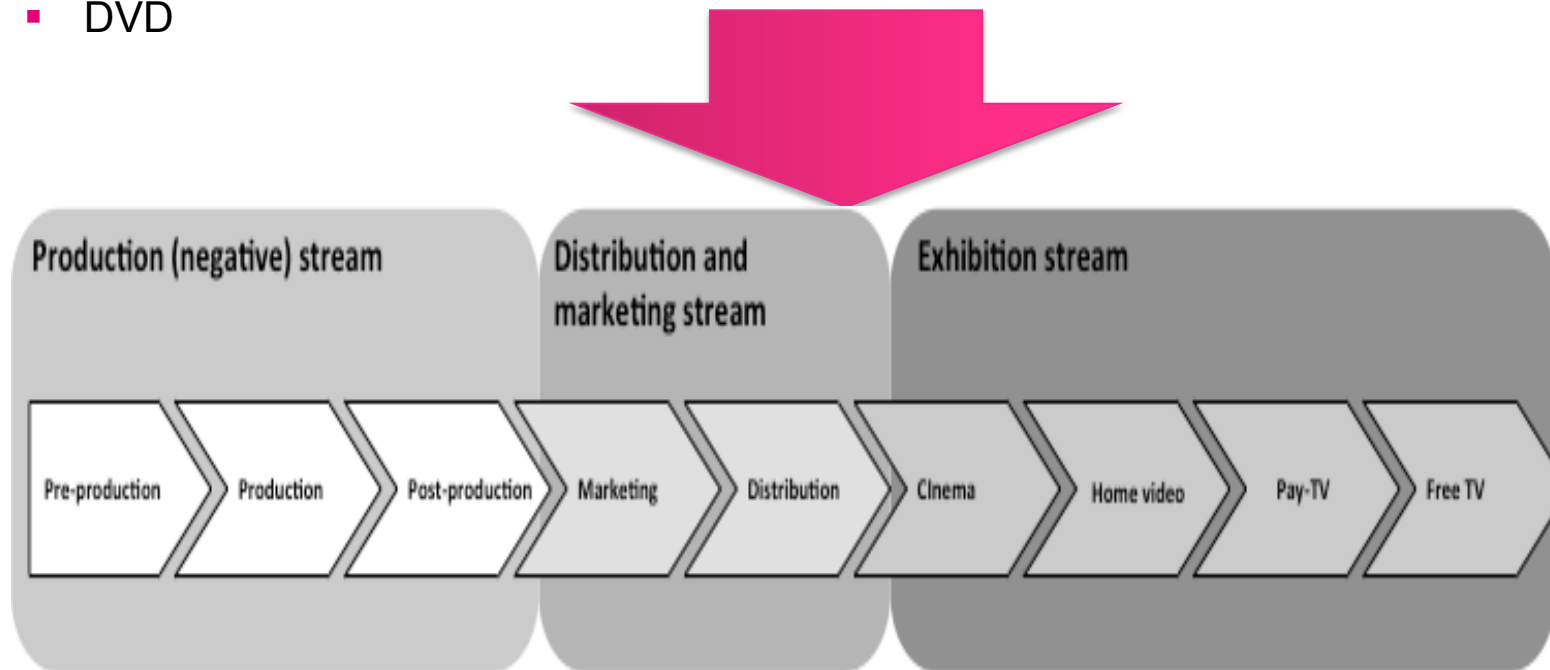 ▪ DVD
Production (negative) stream
Distribution and
marketing stream
Exhibition stream
Pre-production
Production
Post-production
Marketing
Distribution
CInema
Home video
Pay-TV
Free TV